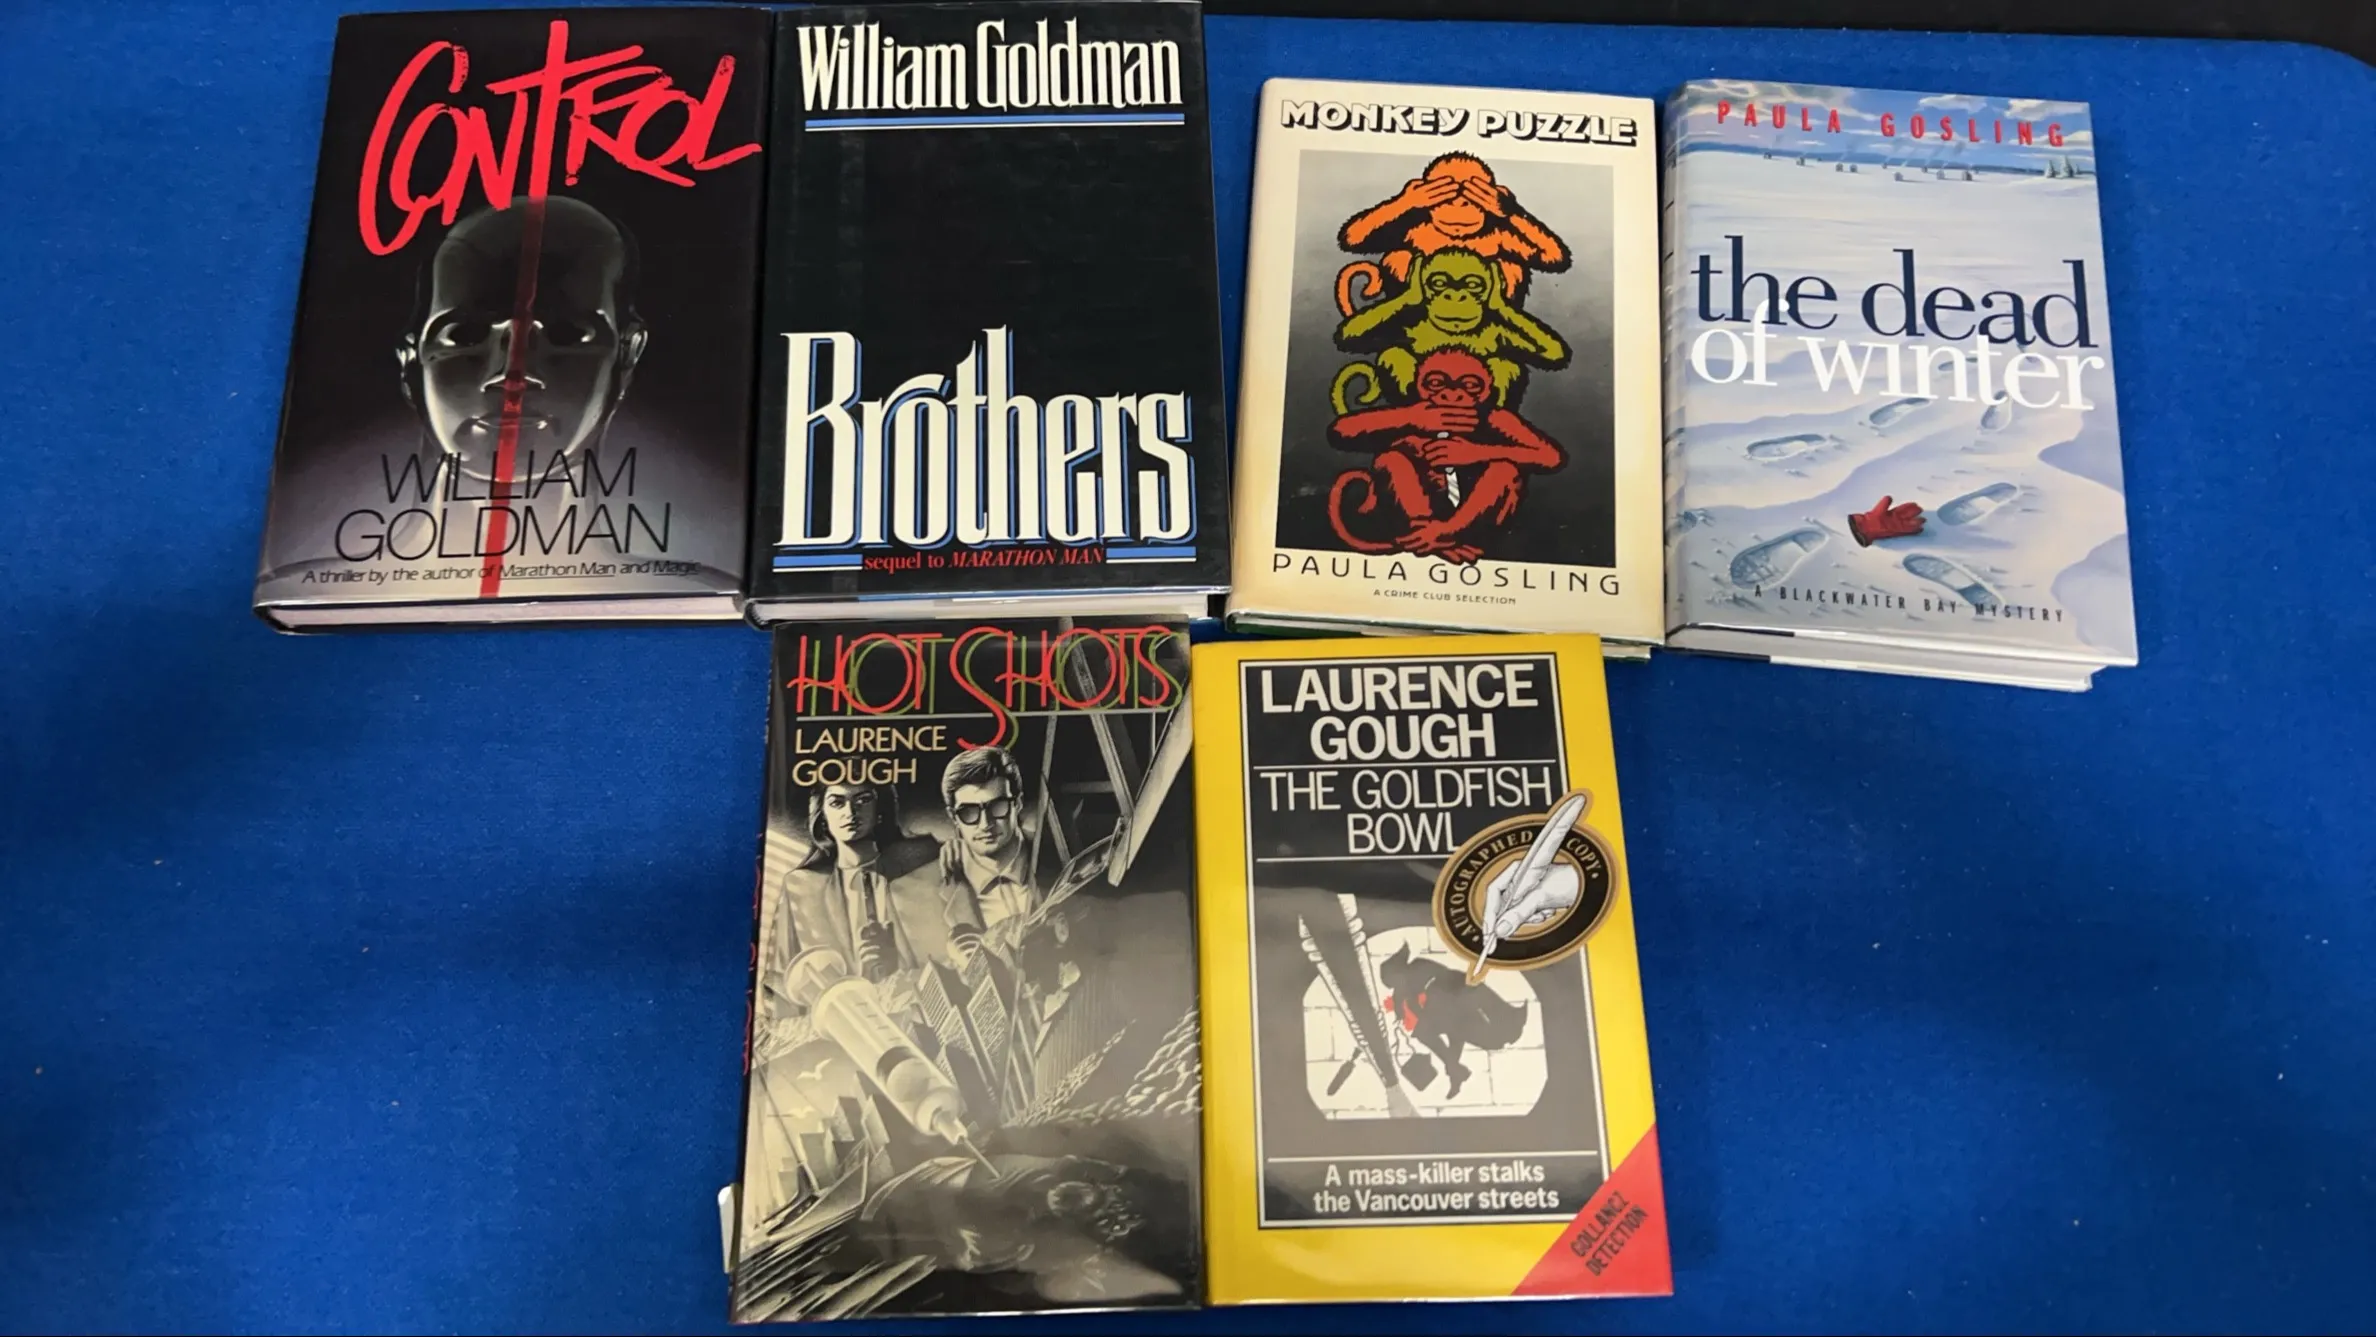 CONTROL
WILLIAM
GOLDMAN
A thriller by the author of Marathon Man and Magic
William Goldman
Brothers
sequel to MARATHON MAN
MONKEY PUZZLE
PAULA GOSLING
A CRIME CLUB SELECTION
PAULA GOSLING
the dead
of winter
A BLACKWATER BAY MYSTERY
HOT SHOTS
LAURENCE
GOUGH
LAURENCE
GOUGH
THE GOLDFISH
BOWL
•AUTOGRAPHED COPY•
A mass-killer stalks
the Vancouver streets
GOLLANCZ
DETECTION